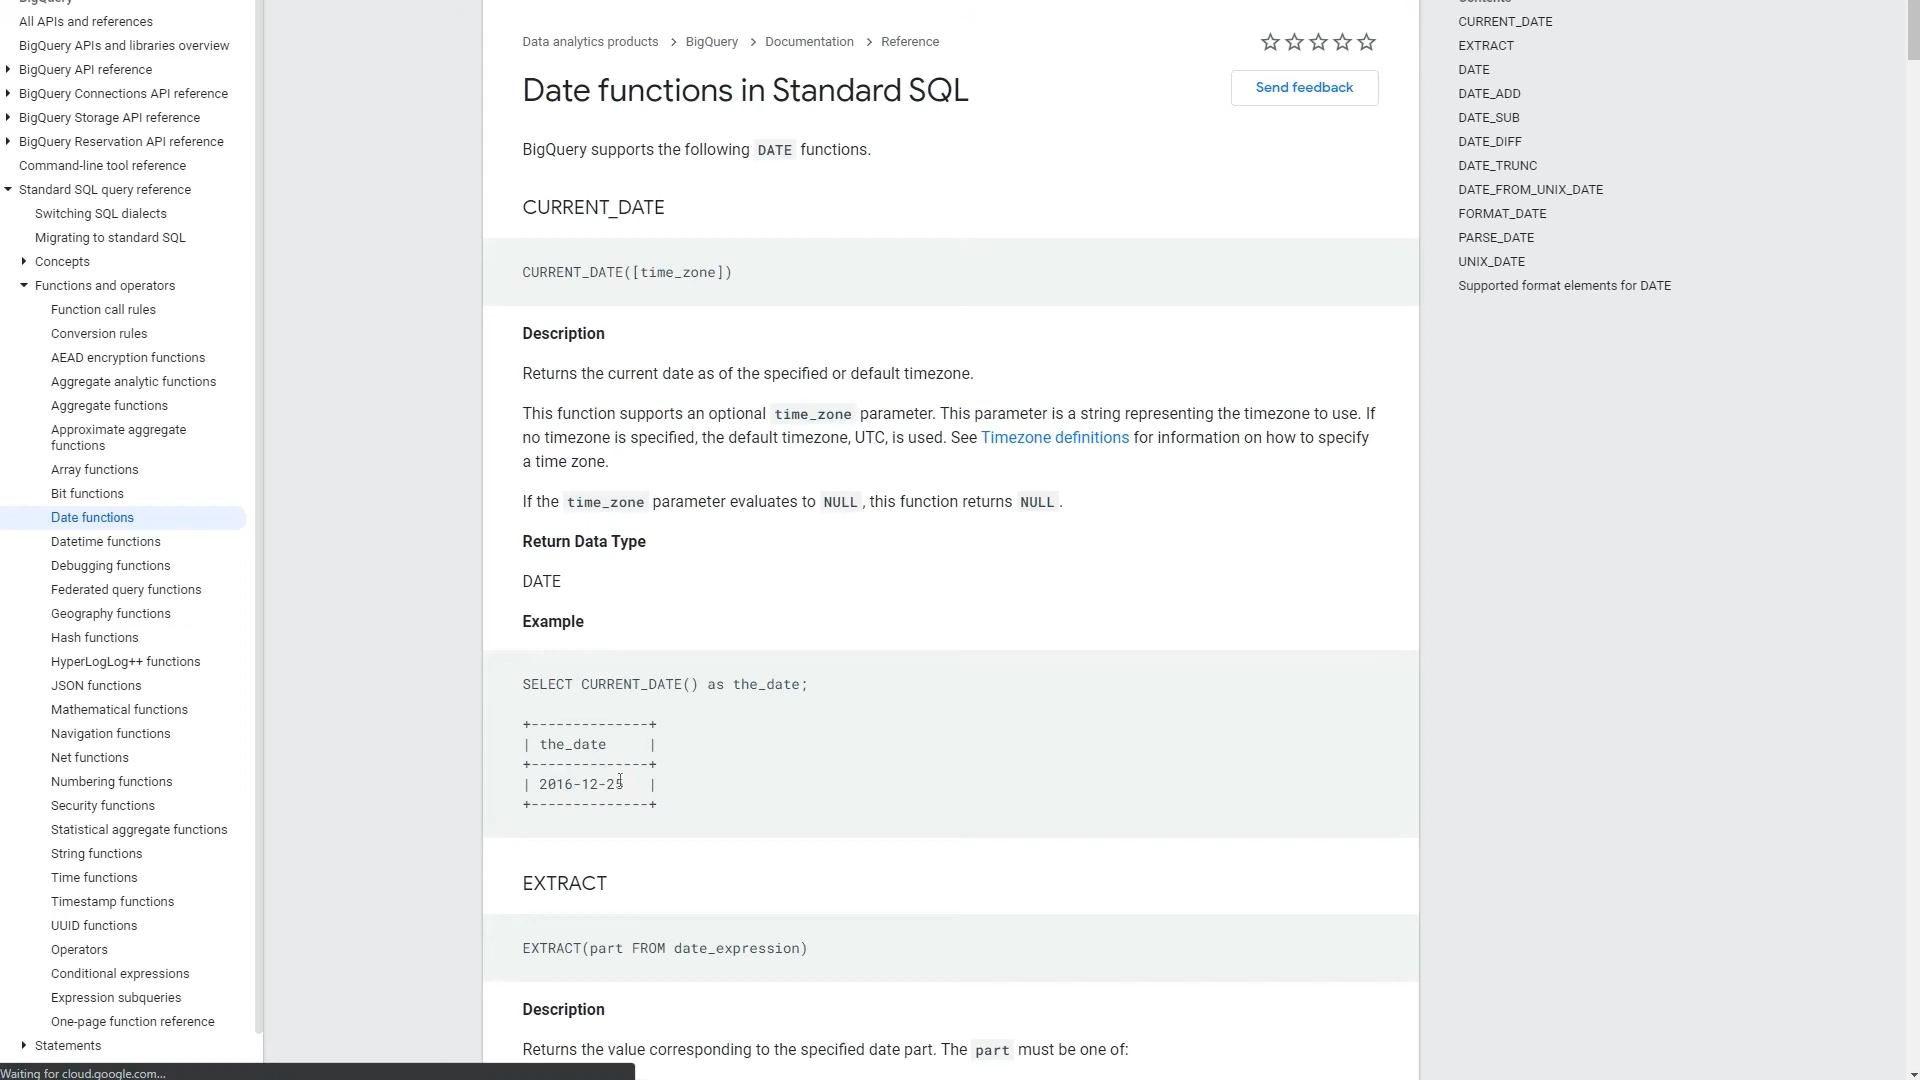 BigQuery
All APIs and references
BigQuery APIs and libraries overview
BigQuery API reference
BigQuery Connections API reference
BigQuery Storage API reference
BigQuery Reservation API reference
Command-line tool reference
Standard SQL query reference
Switching SQL dialects
Migrating to standard SQL
Concepts
Functions and operators
Function call rules
Conversion rules
AEAD encryption functions
Aggregate analytic functions
Aggregate functions
Approximate aggregate
functions
Array functions
Bit functions
Date functions
Datetime functions
Debugging functions
Federated query functions
Geography functions
Hash functions
HyperLogLog++ functions
JSON functions
Mathematical functions
Navigation functions
Net functions
Numbering functions
Security functions
Statistical aggregate functions
String functions
Time functions
Timestamp functions
UUID functions
Operators
Conditional expressions
Expression subqueries
One-page function reference
Statements
Waiting for cloud.google.com...
Data analytics products > BigQuery > Documentation > Reference
Date functions in Standard SQL
Send feedback
BigQuery supports the following DATE functions.
CURRENT_DATE
CURRENT_DATE([time_zone])
Description
Returns the current date as of the specified or default timezone.
This function supports an optional time_zone parameter. This parameter is a string representing the timezone to use. If
no timezone is specified, the default timezone, UTC, is used. See Timezone definitions for information on how to specify
a time zone.
If the time_zone parameter evaluates to NULL, this function returns NULL.
Return Data Type
DATE
Example
SELECT CURRENT_DATE() as the_date;
+--------------+
| the_date     |
+--------------+
| 2016-12-25   |
+--------------+
EXTRACT
EXTRACT(part FROM date_expression)
Description
Returns the value corresponding to the specified date part. The part must be one of:
Contents
CURRENT_DATE
EXTRACT
DATE
DATE_ADD
DATE_SUB
DATE_DIFF
DATE_TRUNC
DATE_FROM_UNIX_DATE
FORMAT_DATE
PARSE_DATE
UNIX_DATE
Supported format elements for DATE